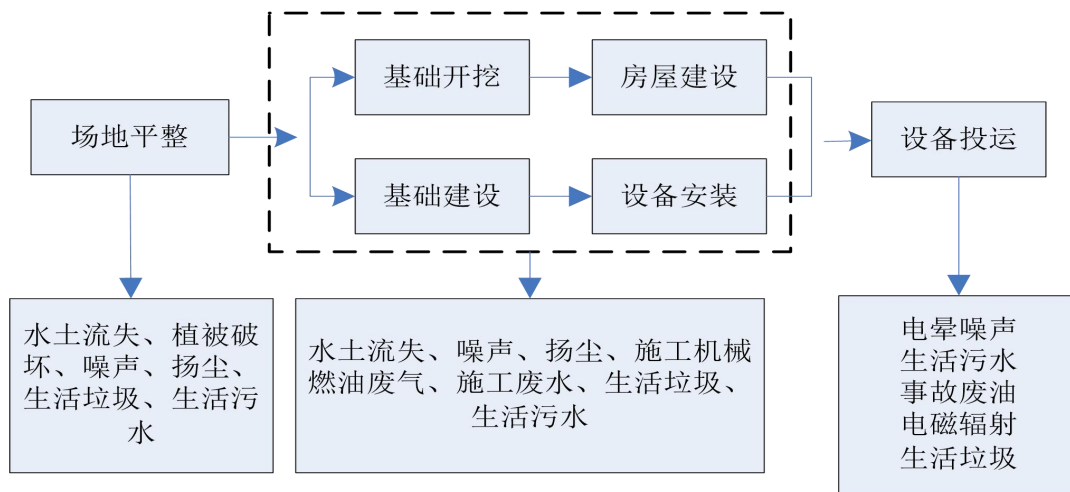 场地平整
基础开挖
房屋建设
基础建设
设备安装
设备投运
水土流失、植被破
坏、噪声、扬尘、
生活垃圾、生活污
水
水土流失、噪声、扬尘、施工机械
燃油废气、施工废水、生活垃圾、
生活污水
电晕噪声
生活污水
事故废油
电磁辐射
生活垃圾